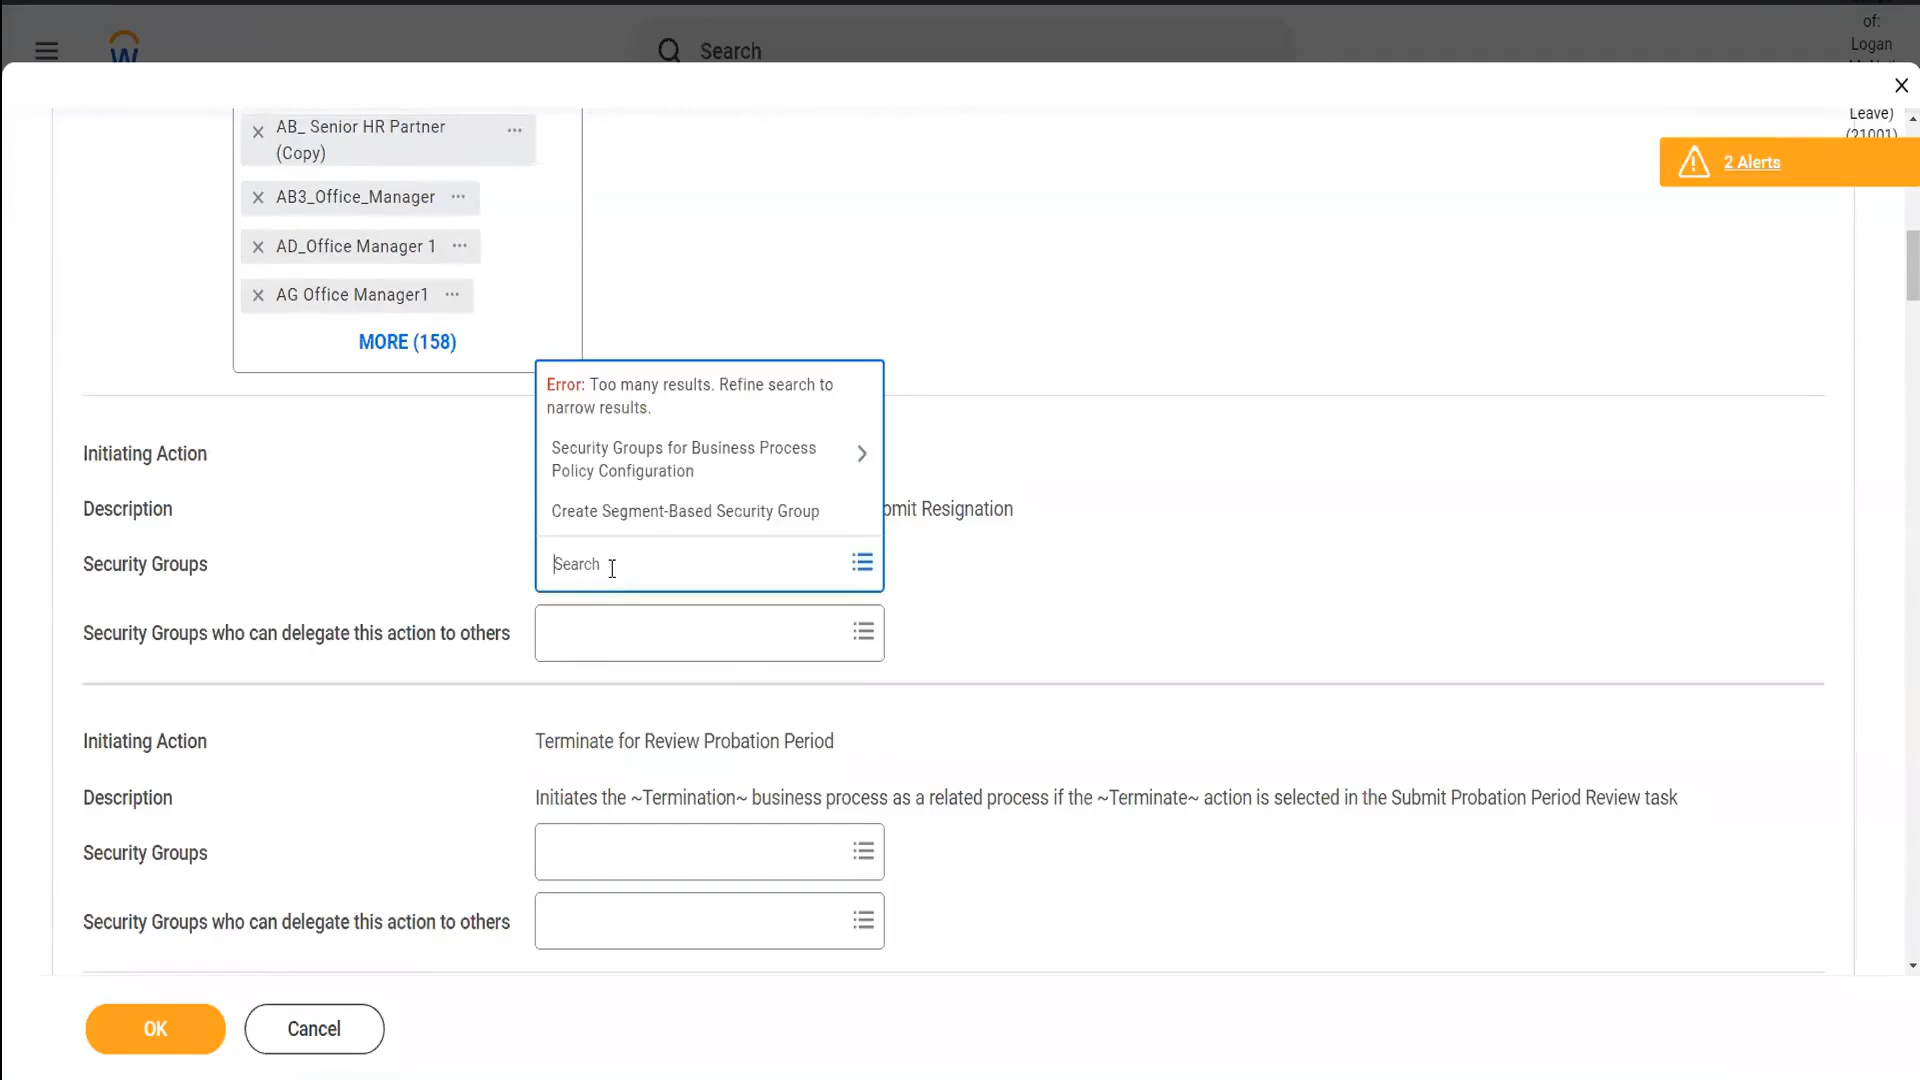 of:
Logan
W
Search
Leave)
(21001)
2 Alerts
AB_ Senior HR Partner
(Copy)
AB3_Office_Manager
AD_Office Manager 1
AG Office Manager1
MORE (158)
Error: Too many results. Refine search to
narrow results.
Security Groups for Business Process
Policy Configuration
Create Segment-Based Security Group
Search
Initiating Action
Description
bmit Resignation
Security Groups
Security Groups who can delegate this action to others
Initiating Action
Terminate for Review Probation Period
Description
Initiates the ~Termination~ business process as a related process if the ~Terminate~ action is selected in the Submit Probation Period Review task
Security Groups
Security Groups who can delegate this action to others
OK
Cancel